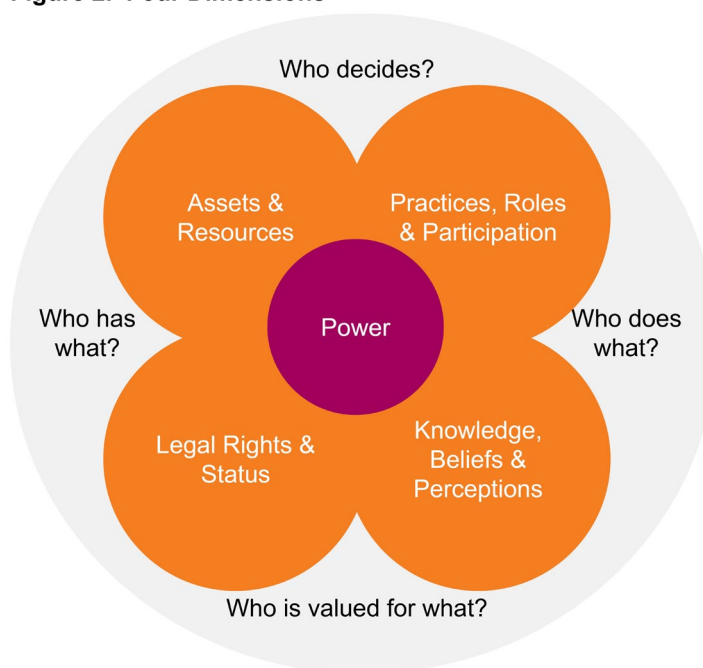 Who decides?
Assets &
Resources
Practices, Roles
& Participation
Who has
what?
Power
Who does
what?
Legal Rights &
Status
Knowledge,
Beliefs &
Perceptions
Who is valued for what?